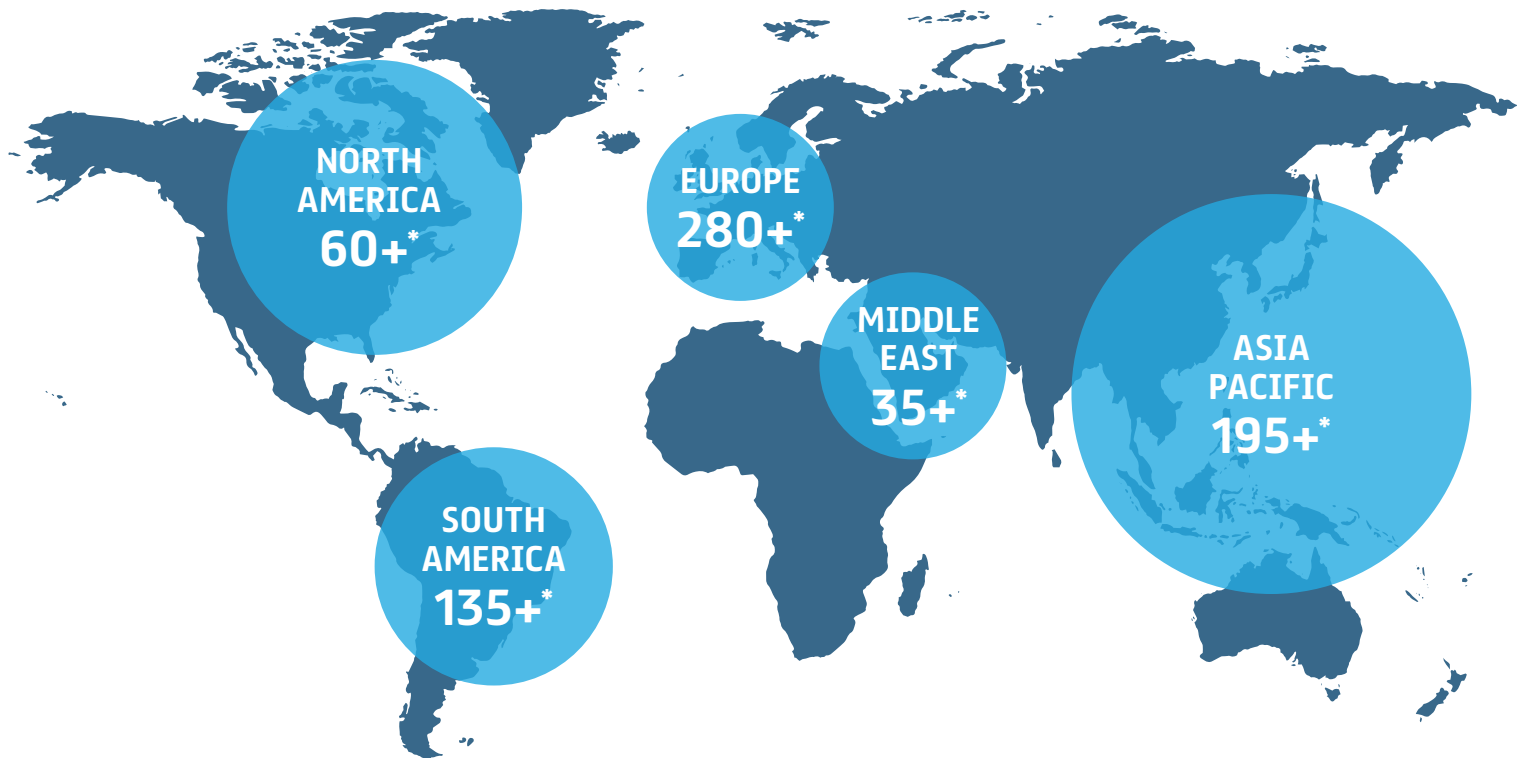 NORTH
AMERICA
60+*
EUROPE
280+*
MIDDLE
EAST
35+*
ASIA
PACIFIC
195+*
SOUTH
AMERICA
135+*